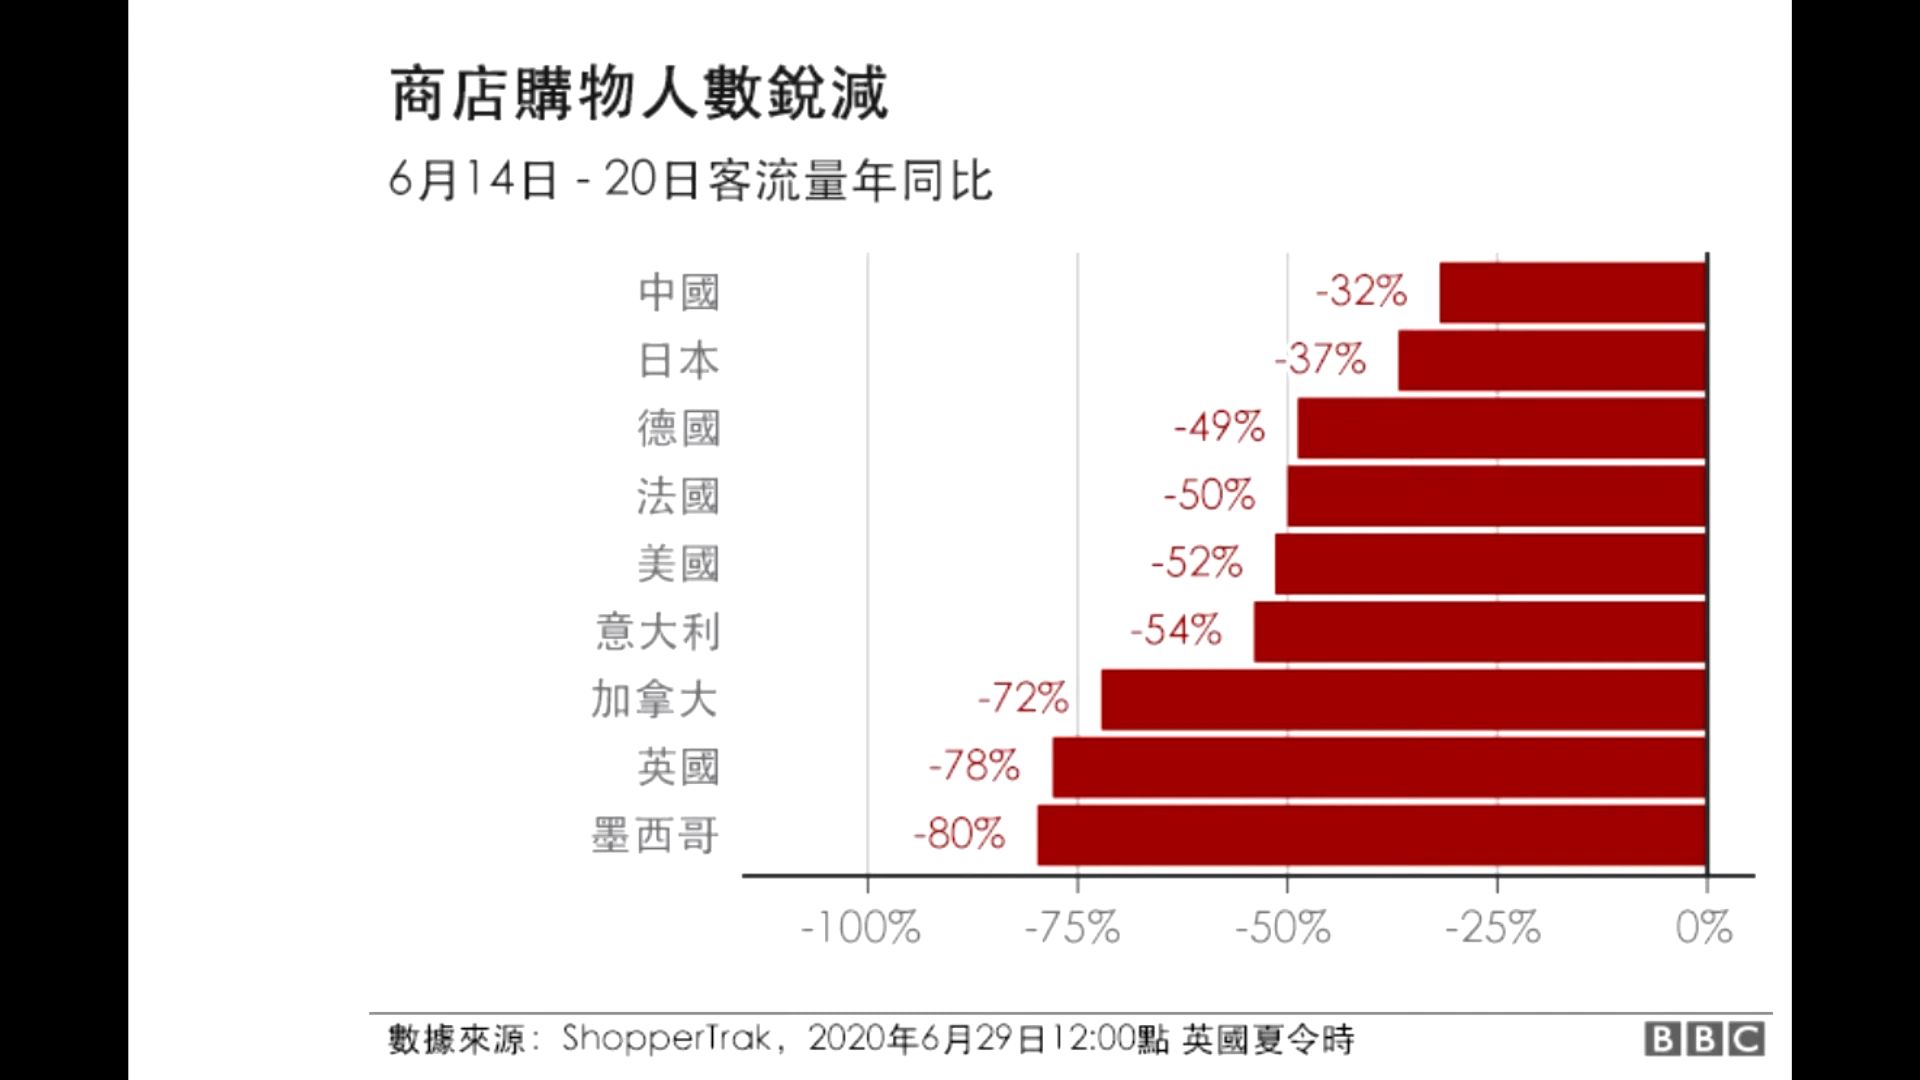 商店購物人數銳減
6月14日 - 20日客流量年同比
中國 -32%
日本 -37%
德國 -49%
法國 -50%
美國 -52%
意大利 -54%
加拿大 -72%
英國 -78%
墨西哥 -80%
-100% -75% -50% -25% 0%
數據來源：ShopperTrak，2020年6月29日12:00點 英國夏令時
BBC